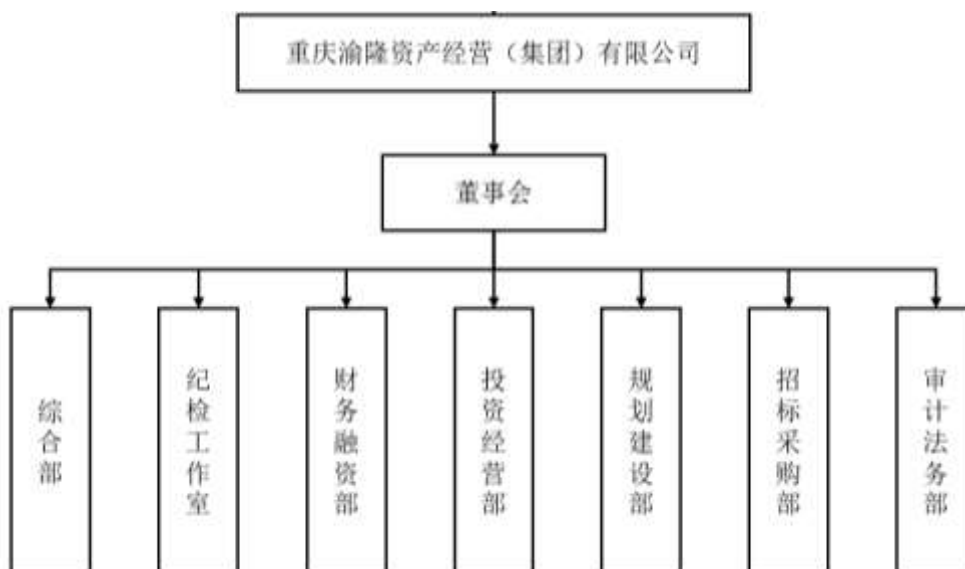 重庆渝隆资产经营（集团）有限公司
董事会
综合部
纪检工作室
财务融资部
投资经营部
规划建设部
招标采购部
审计法务部